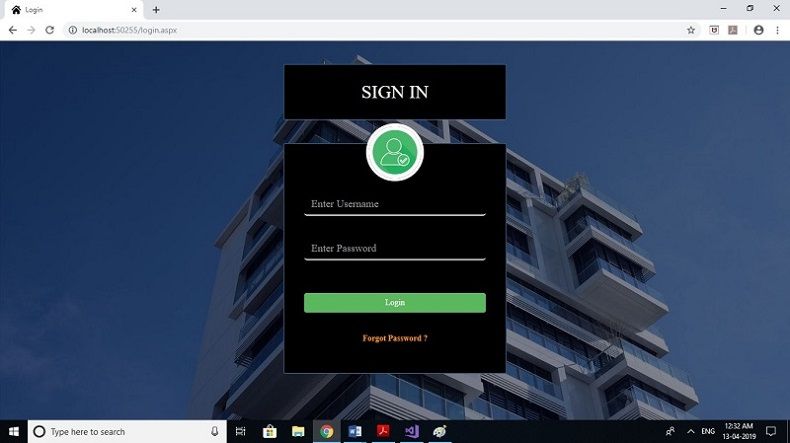 Login
localhost:50255/login.aspx
SIGN IN
Enter Username
Enter Password
Login
Forgot Password ?
Type here to search
ENG
12:32 AM
13-04-2019